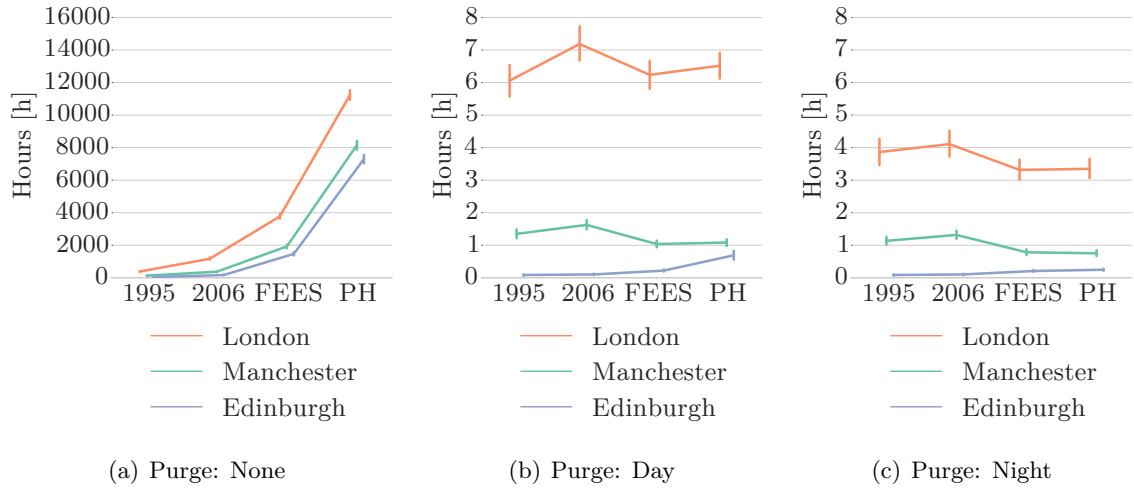 Hours [h]
16000
14000
12000
10000
8000
6000
4000
2000
0
1995 2006 FEES PH
London
Manchester
Edinburgh
(a) Purge: None
Hours [h]
8
7
6
5
4
3
2
1
0
1995 2006 FEES PH
London
Manchester
Edinburgh
(b) Purge: Day
Hours [h]
8
7
6
5
4
3
2
1
0
1995 2006 FEES PH
London
Manchester
Edinburgh
(c) Purge: Night